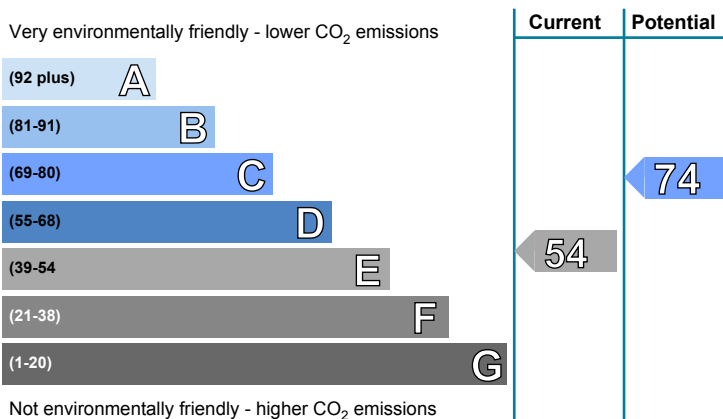 Very environmentally friendly - lower CO₂ emissions
Current
Potential
(92 plus) A
(81-91) B
(69-80) C
74
(55-68) D
54
(39-54 E
(21-38) F
(1-20) G
Not environmentally friendly - higher CO₂ emissions